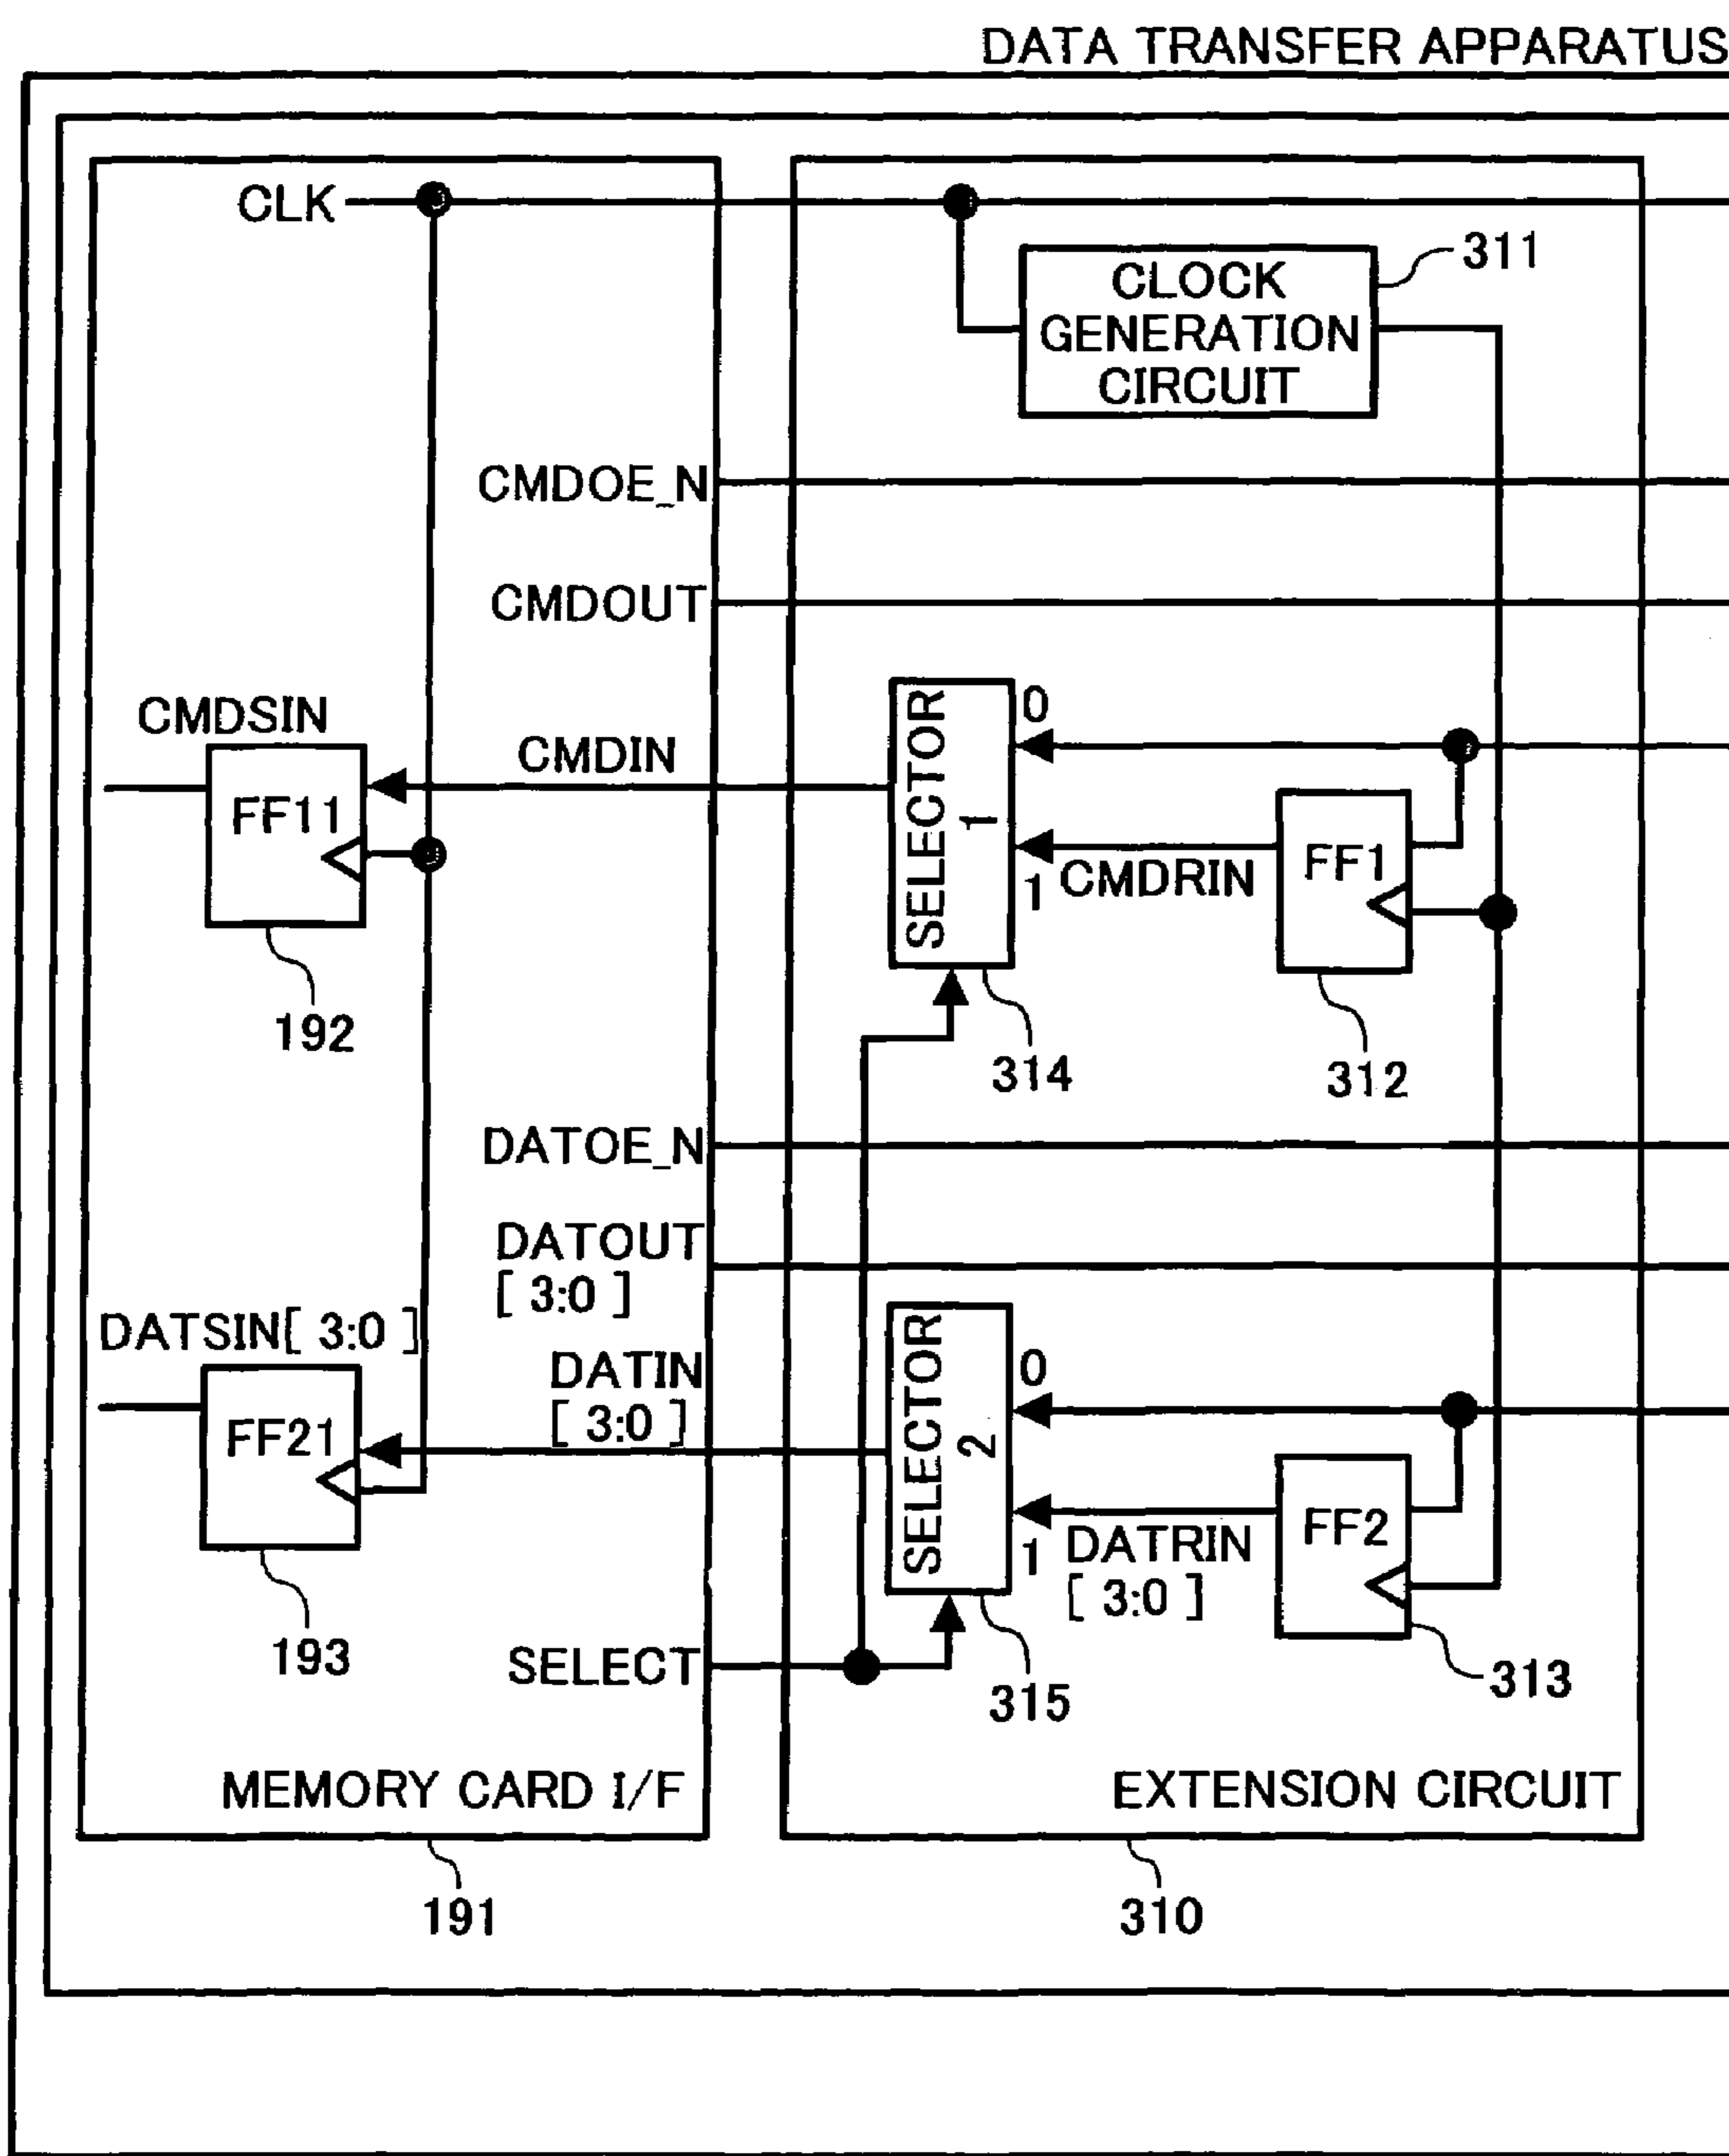 DATA TRANSFER APPARATUS
CLK
311
CLOCK
GENERATION
CIRCUIT
CMDOE_N
CMDOUT
CMDSIN
CMDIN
FF11
192
SELECTOR
1
0
1
CMDRIN
FF1
314
312
DATOE_N
DATOUT
[ 3:0 ]
DATSIN[ 3:0 ]
DATIN
[ 3:0 ]
FF21
193
SELECTOR
2
0
1
DATRIN
[ 3:0 ]
FF2
313
SELECT
315
MEMORY CARD I/F
EXTENSION CIRCUIT
191
310